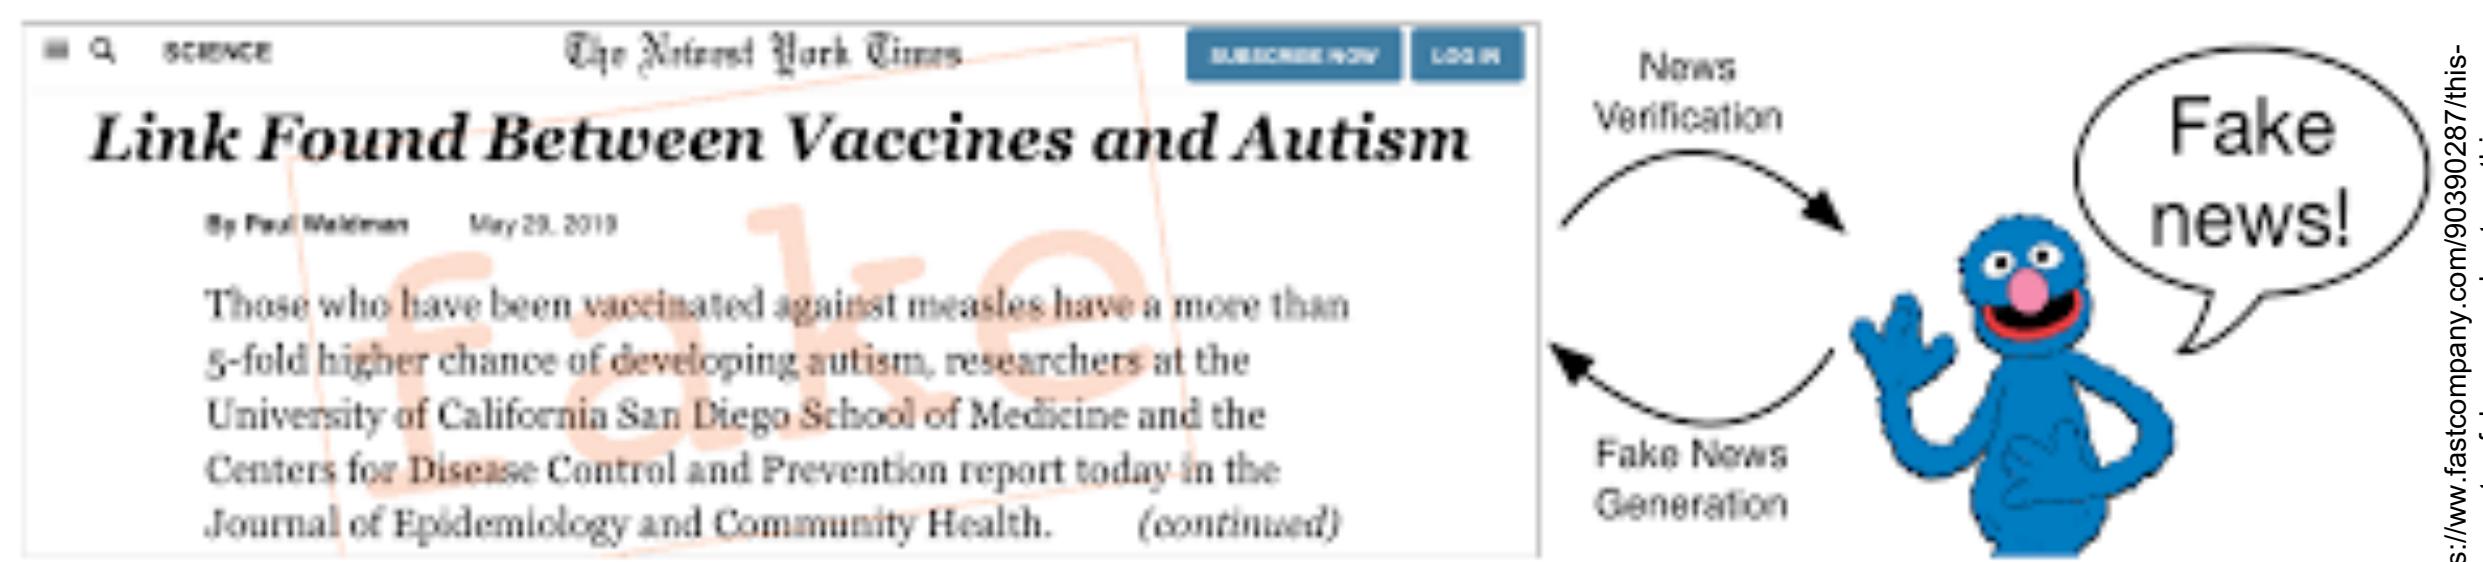 SCIENCE
The Newest York Times
SUBSCRIBE NOW
LOG IN
Link Found Between Vaccines and Autism
By Paul Waldman May 29, 2019
Those who have been vaccinated against measles have a more than
5-fold higher chance of developing autism, researchers at the
University of California San Diego School of Medicine and the
Centers for Disease Control and Prevention report today in the
Journal of Epidemiology and Community Health. (continued)
fake
News
Verification
Fake News
Generation
Fake
news!
s://www.fastcompany.com/90390287/this-